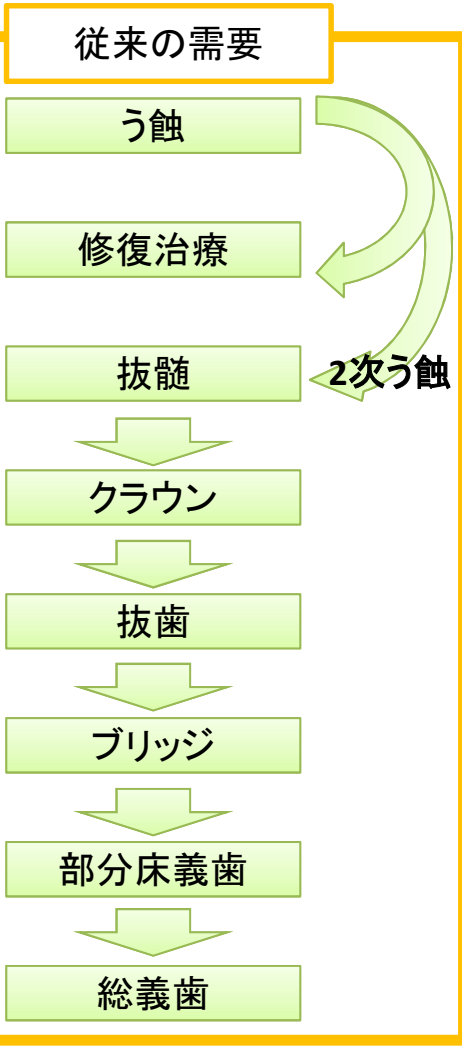 従来の需要
う蝕
修復治療
抜髄
2次う蝕
クラウン
抜歯
ブリッジ
部分床義歯
総義歯